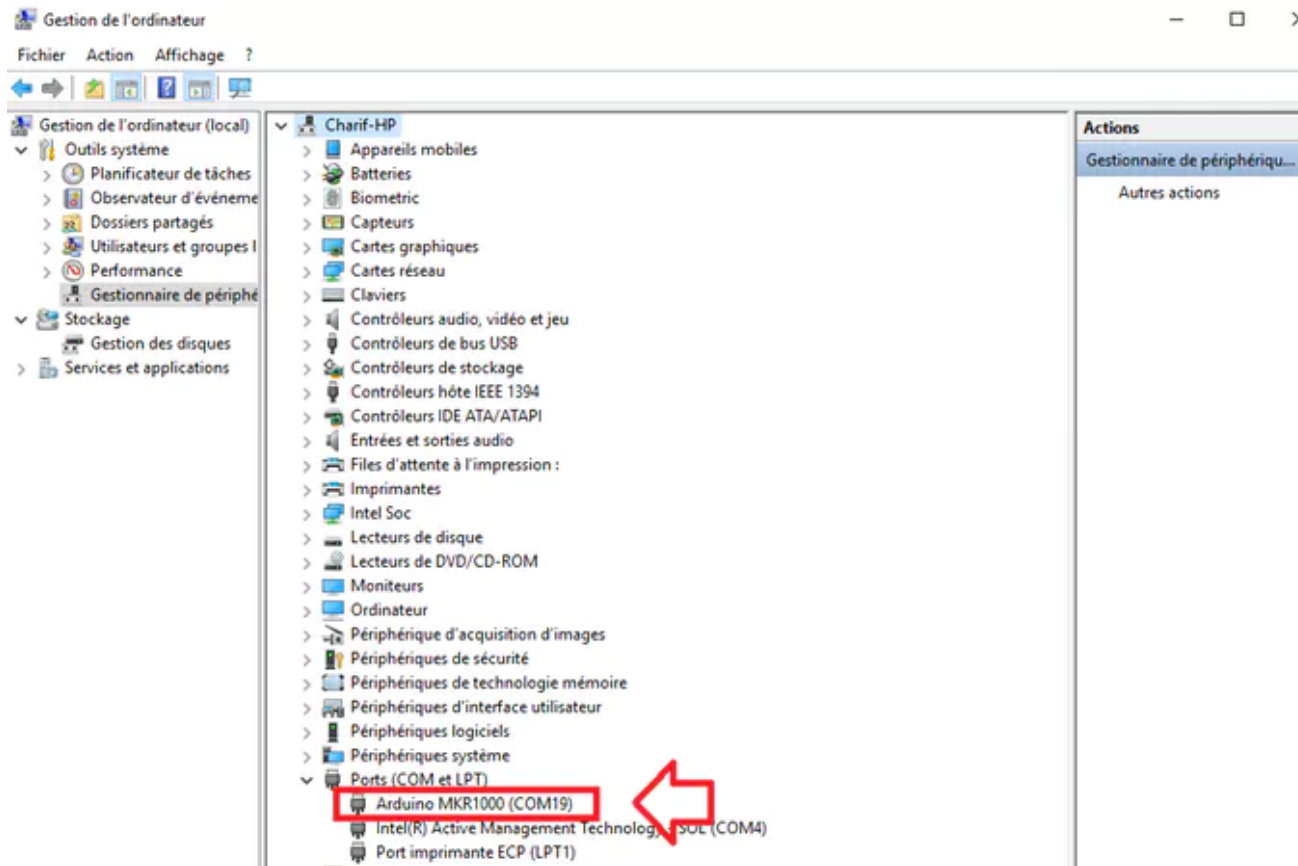 Gestion de l'ordinateur
Fichier Action Affichage ?
Gestion de l'ordinateur (local)
Outils système
Planificateur de tâches
Observateur d'événeme
Dossiers partagés
Utilisateurs et groupes l
Performance
Gestionnaire de périphé
Stockage
Gestion des disques
Services et applications
Charif-HP
Appareils mobiles
Batteries
Biometric
Capteurs
Cartes graphiques
Cartes réseau
Claviers
Contrôleurs audio, vidéo et jeu
Contrôleurs de bus USB
Contrôleurs de stockage
Contrôleurs hôte IEEE 1394
Contrôleurs IDE ATA/ATAPI
Entrées et sorties audio
Files d'attente à l'impression :
Imprimantes
Intel Soc
Lecteurs de disque
Lecteurs de DVD/CD-ROM
Moniteurs
Ordinateur
Périphérique d'acquisition d'images
Périphériques de sécurité
Périphériques de technologie mémoire
Périphériques d'interface utilisateur
Périphériques logiciels
Périphériques système
Ports (COM et LPT)
Arduino MKR1000 (COM19)
Intel(R) Active Management Technology - SOL (COM4)
Port imprimante ECP (LPT1)
Actions
Gestionnaire de périphériqu...
Autres actions